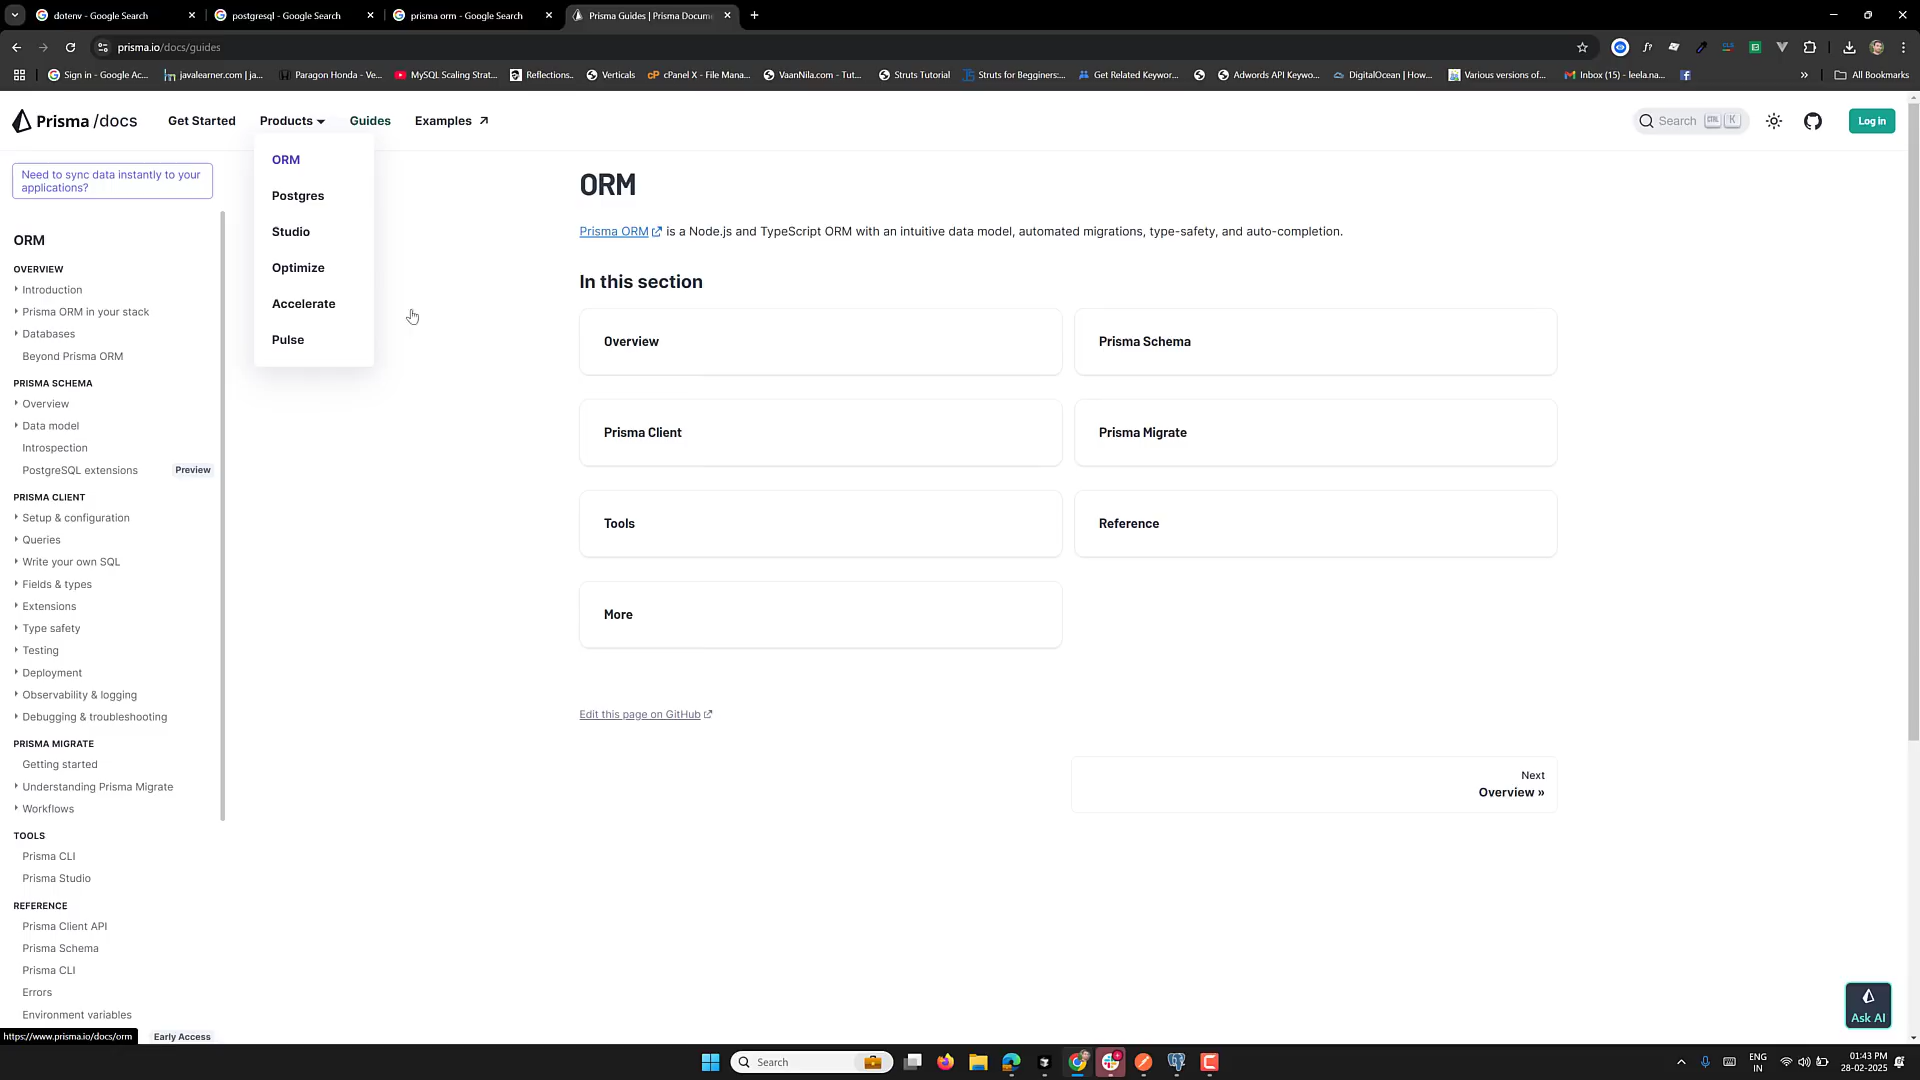 dotenv - Google Search
postgresql - Google Search
prisma orm - Google Search
Prisma Guides | Prisma Docume
prisma.io/docs/guides
Sign in - Google Ac...
javalearner.com | ja...
Paragon Honda - Ve...
MySQL Scaling Strat...
Reflections..
Verticals
cPanel X - File Mana...
VaanNila.com - Tut...
Struts Tutorial
Struts for Begginers:...
Get Related Keywor...
Adwords API Keywo...
DigitalOcean | How...
Various versions of...
Inbox (15) - leela.na...
All Bookmarks
Prisma /docs
Get Started
Products
Guides
Examples
Search
CTRL
K
Log in
ORM
Postgres
Studio
Optimize
Accelerate
Pulse
Need to sync data instantly to your
applications?
ORM
OVERVIEW
Introduction
Prisma ORM in your stack
Databases
Beyond Prisma ORM
PRISMA SCHEMA
Overview
Data model
Introspection
PostgreSQL extensions
Preview
PRISMA CLIENT
Setup & configuration
Queries
Write your own SQL
Fields & types
Extensions
Type safety
Testing
Deployment
Observability & logging
Debugging & troubleshooting
PRISMA MIGRATE
Getting started
Understanding Prisma Migrate
Workflows
TOOLS
Prisma CLI
Prisma Studio
REFERENCE
Prisma Client API
Prisma Schema
Prisma CLI
Errors
Environment variables
Early Access
https://www.prisma.io/docs/orm
ORM
Prisma ORM is a Node.js and TypeScript ORM with an intuitive data model, automated migrations, type-safety, and auto-completion.
In this section
Overview
Prisma Schema
Prisma Client
Prisma Migrate
Tools
Reference
More
Edit this page on GitHub
Next
Overview »
Ask AI
Search
ENG
IN
01:43 PM
28-02-2025